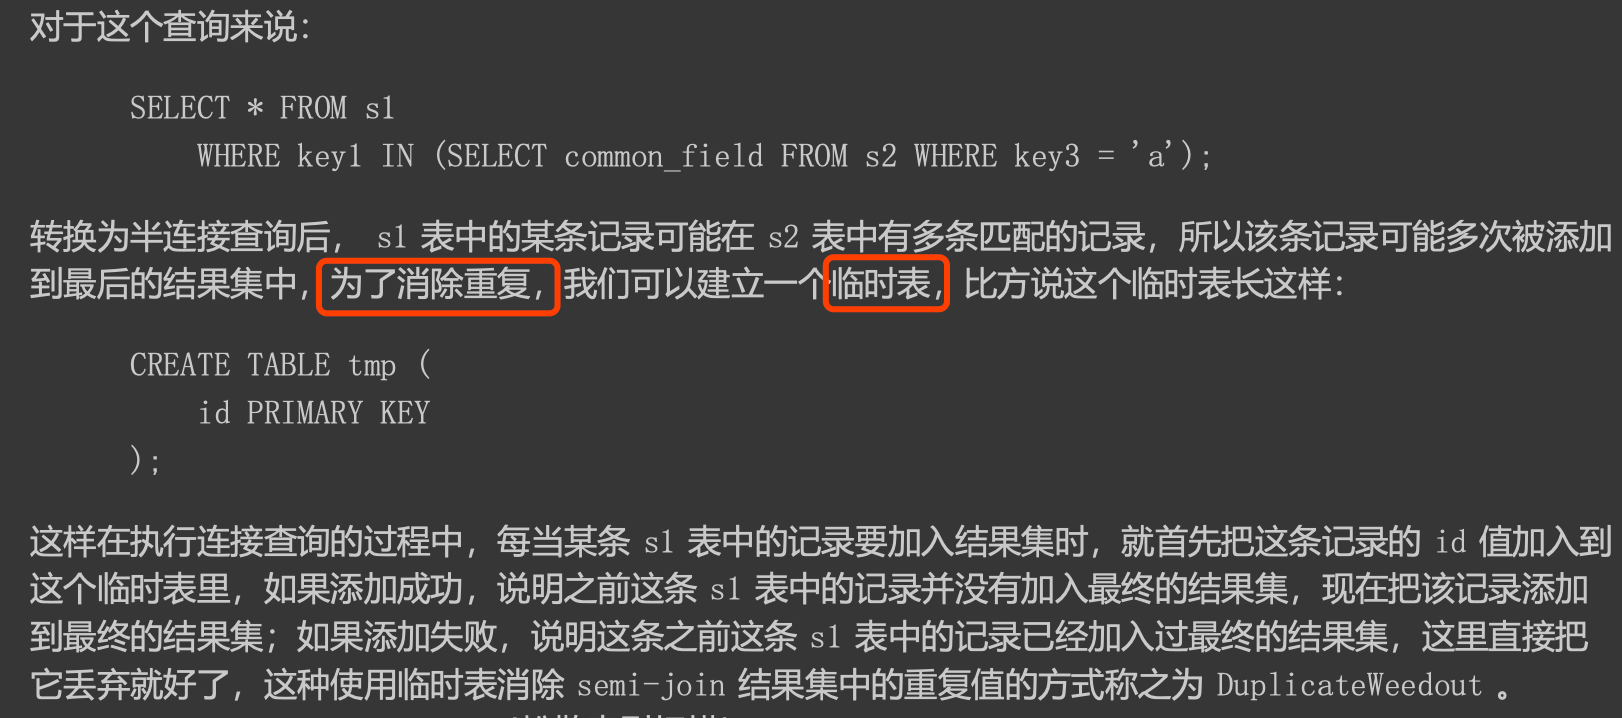 对于这个查询来说：
SELECT * FROM s1
WHERE key1 IN (SELECT common_field FROM s2 WHERE key3 = 'a');
转换为半连接查询后， s1 表中的某条记录可能在 s2 表中有多条匹配的记录，所以该条记录可能多次被添加
到最后的结果集中，为了消除重复，我们可以建立一个临时表，比方说这个临时表长这样：
CREATE TABLE tmp (
id PRIMARY KEY
);
这样在执行连接查询的过程中，每当某条 s1 表中的记录要加入结果集时，就首先把这条记录的 id 值加入到
这个临时表里，如果添加成功，说明之前这条 s1 表中的记录并没有加入最终的结果集，现在把该记录添加
到最终的结果集；如果添加失败，说明这条之前这条 s1 表中的记录已经加入过最终的结果集，这里直接把
它丢弃就好了，这种使用临时表消除 semi-join 结果集中的重复值的方式称之为 DuplicateWeedout 。